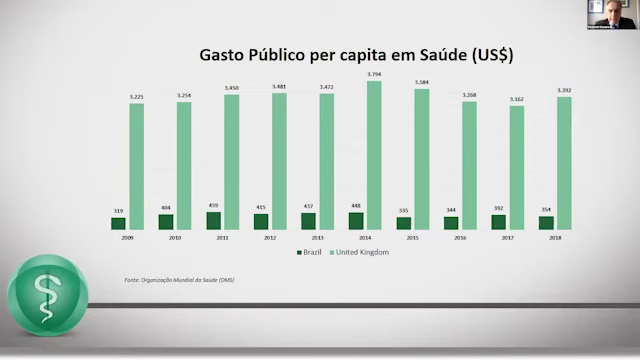 Gasto Público per capita em Saúde (US$)
3.225 3.254 3.450 3.481 3.472 3.794 3.584 3.268 3.162 3.392
319 404 459 415 437 448 335 344 392 354
2009 2010 2011 2012 2013 2014 2015 2016 2017 2018
Brazil United Kingdom
Fonte: Organização Mundial da Saúde (OMS)